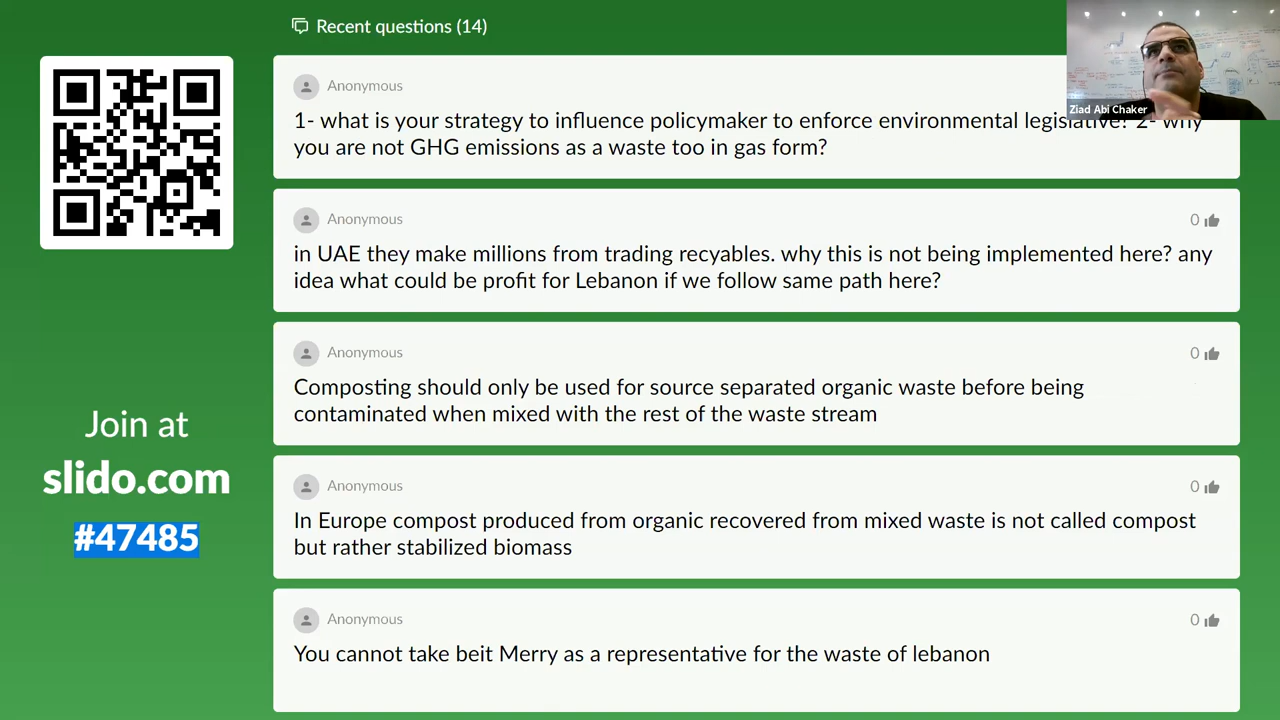 Recent questions (14)
Anonymous
1- what is your strategy to influence policymaker to enforce environmental legislative? 2- why
you are not GHG emissions as a waste too in gas form?
Ziad Abi Chaker
Anonymous
0
in UAE they make millions from trading recyables. why this is not being implemented here? any
idea what could be profit for Lebanon if we follow same path here?
Anonymous
0
Composting should only be used for source separated organic waste before being
contaminated when mixed with the rest of the waste stream
Anonymous
0
In Europe compost produced from organic recovered from mixed waste is not called compost
but rather stabilized biomass
Anonymous
0
You cannot take beit Merry as a representative for the waste of lebanon
Join at
slido.com
#47485